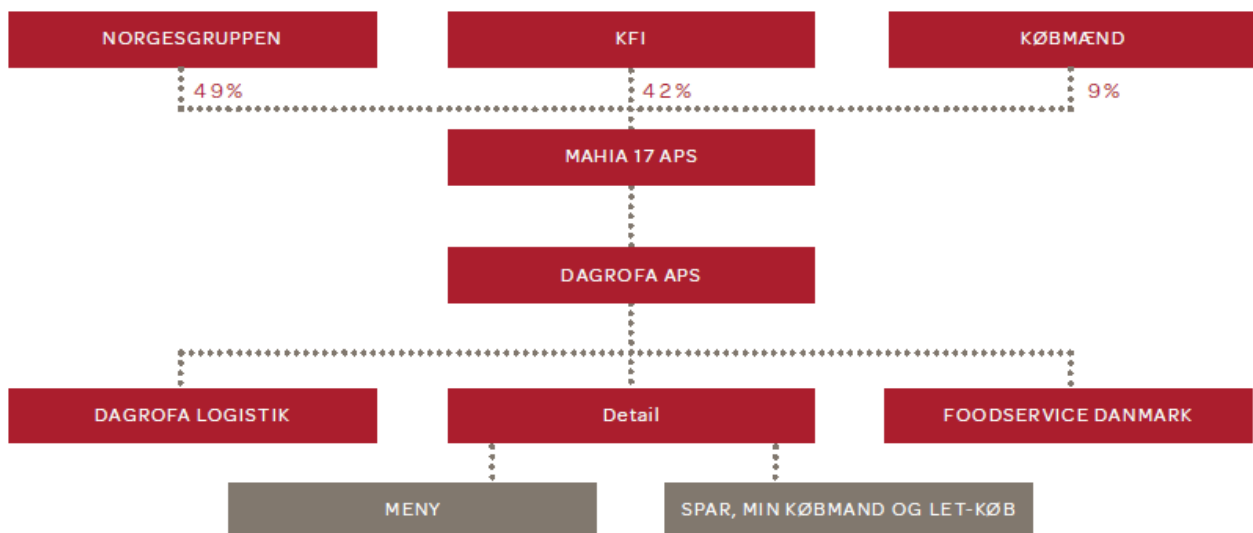 NORGESGRUPPEN
KFI
KØBMÆND
49%
42%
9%
MAHIA 17 APS
DAGROFA APS
DAGROFA LOGISTIK
Detail
FOODSERVICE DANMARK
MENY
SPAR, MIN KØBMAND OG LET-KØB